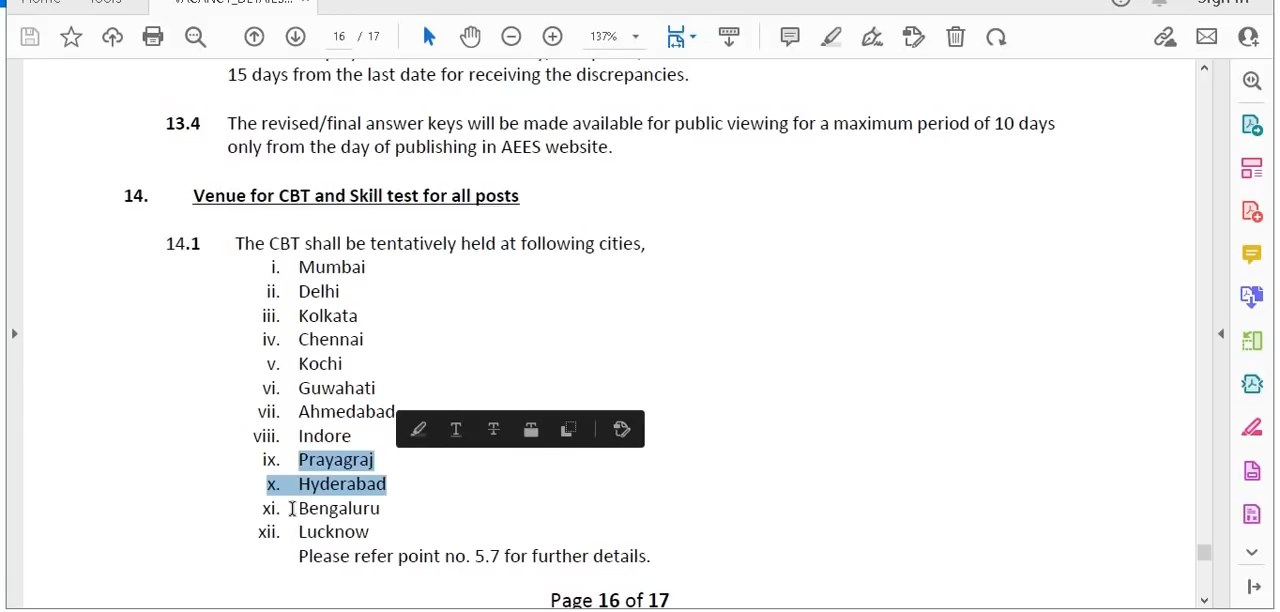 Home Tools VACANCY_DETAILS... Sign In
16 / 17 137%
15 days from the last date for receiving the discrepancies.
13.4 The revised/final answer keys will be made available for public viewing for a maximum period of 10 days
only from the day of publishing in AEES website.
14. Venue for CBT and Skill test for all posts
14.1 The CBT shall be tentatively held at following cities,
i. Mumbai
ii. Delhi
iii. Kolkata
iv. Chennai
v. Kochi
vi. Guwahati
vii. Ahmedabad
viii. Indore
ix. Prayagraj
x. Hyderabad
xi. Bengaluru
xii. Lucknow
Please refer point no. 5.7 for further details.
Page 16 of 17